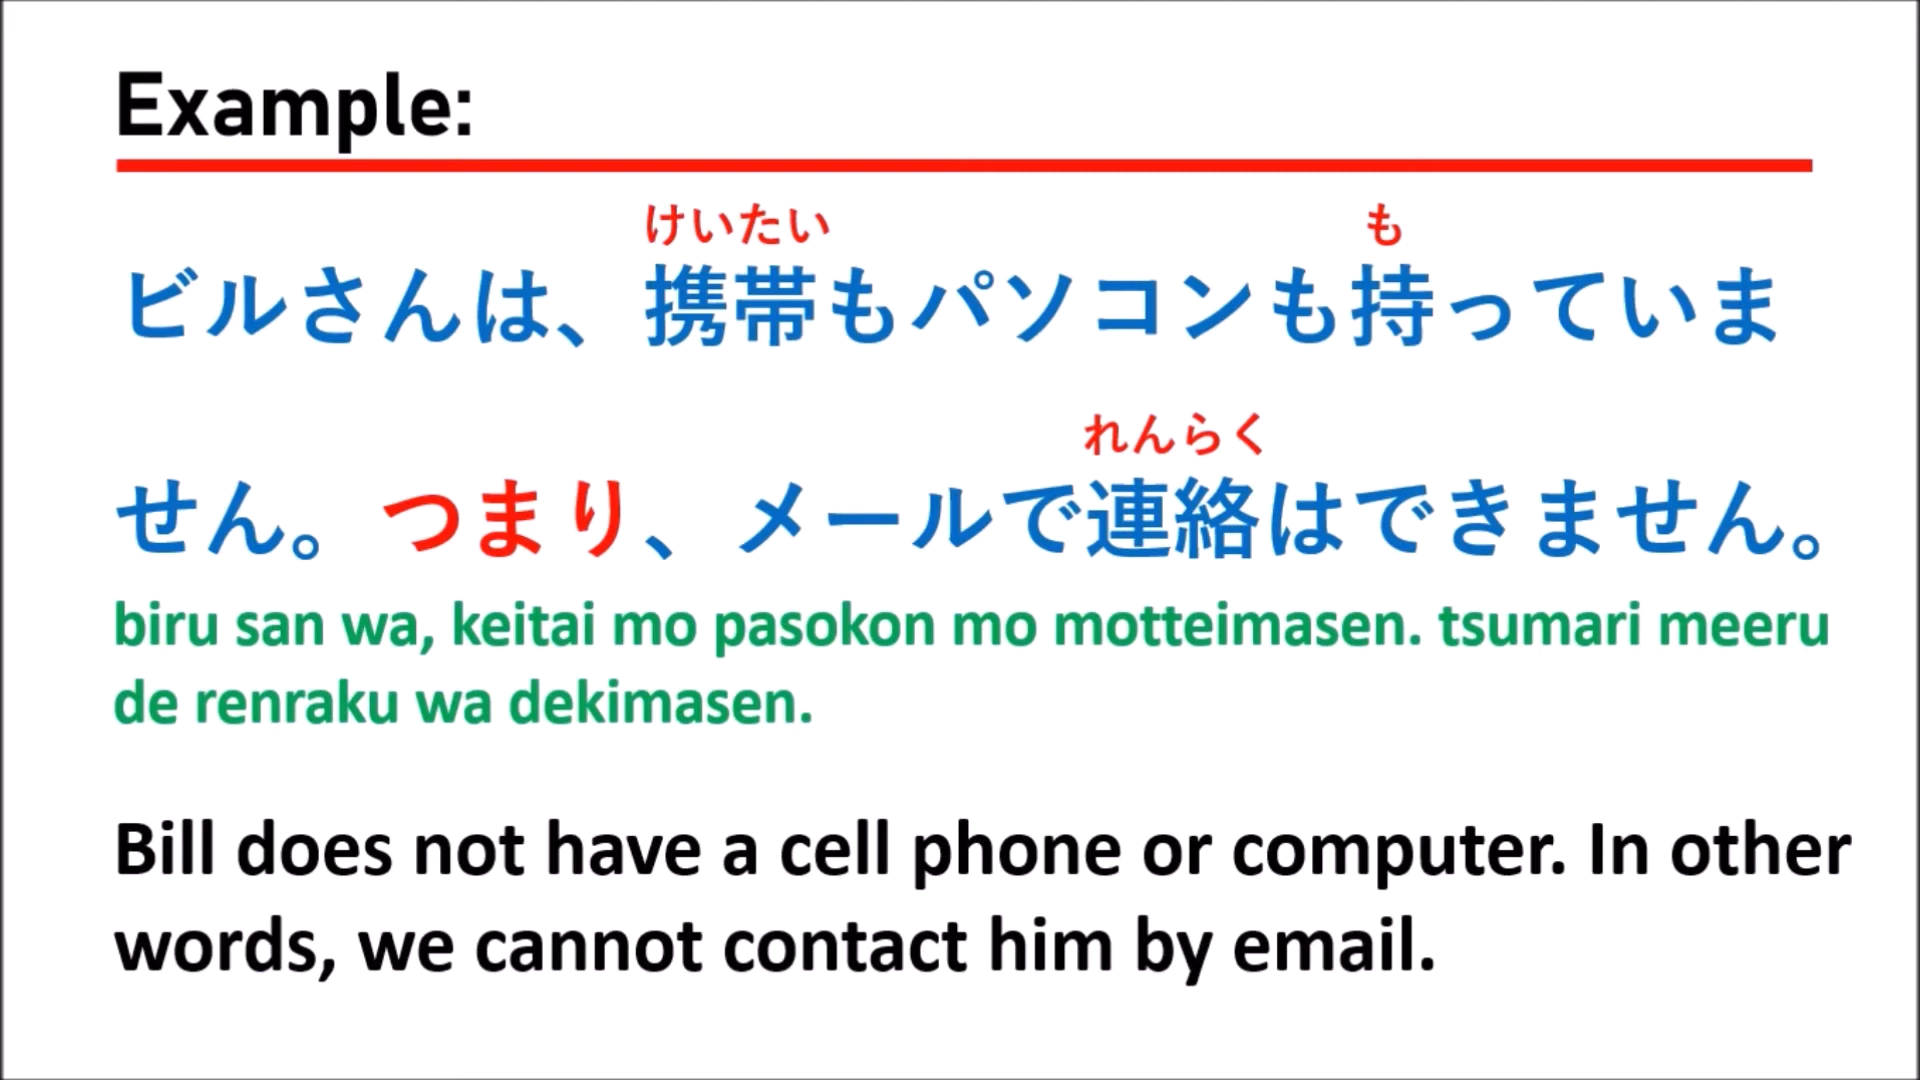 Example:
けいたい も
ビルさんは、携帯もパソコンも持っていま
れんらく
せん。つまり、メールで連絡はできません。
biru san wa, keitai mo pasokon mo motteimasen. tsumari meeru
de renraku wa dekimasen.
Bill does not have a cell phone or computer. In other
words, we cannot contact him by email.